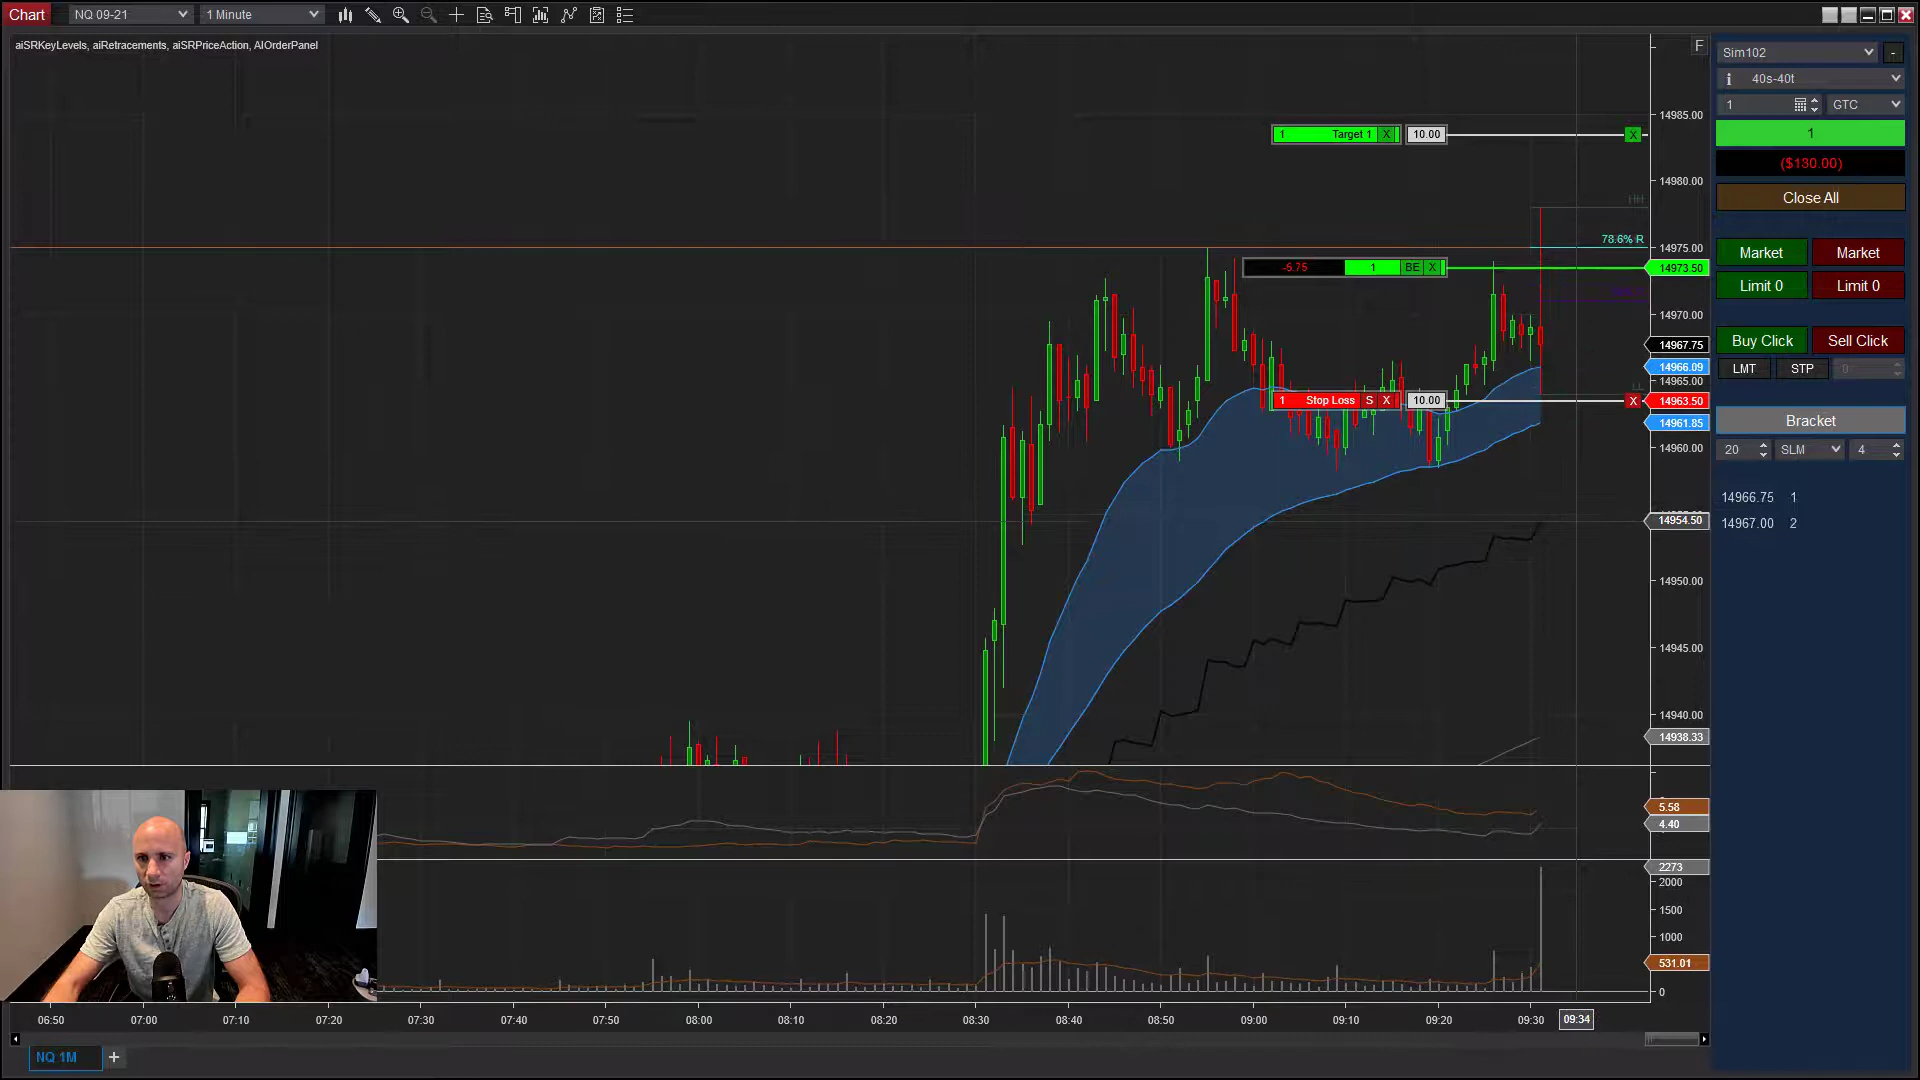 Chart NQ 09-21 1 Minute
aiSRKeyLevels, aiRetracements, aiSRPriceAction, AIOrderPanel
F
Sim102 -
40s-40t
1 GTC
1
($130.00)
Close All
Market Market
Limit 0 Limit 0
Buy Click Sell Click
LMT STP 0
Bracket
20 SLM 4
14966.75 1
14967.00 2
1 Target 1 X 10.00 X
HH
78.6% R
-5.75 1 BE X
LL
1 Stop Loss S X 10.00 X
14985.00
14980.00
14975.00
14973.50
14970.00
14967.75
14966.09
14965.00
14963.50
14961.85
14960.00
14954.50
14950.00
14945.00
14940.00
14938.33
5.58
4.40
2273
2000
1500
1000
531.01
0
06:50 07:00 07:10 07:20 07:30 07:40 07:50 08:00 08:10 08:20 08:30 08:40 08:50 09:00 09:10 09:20 09:30 09:34
NQ 1M +